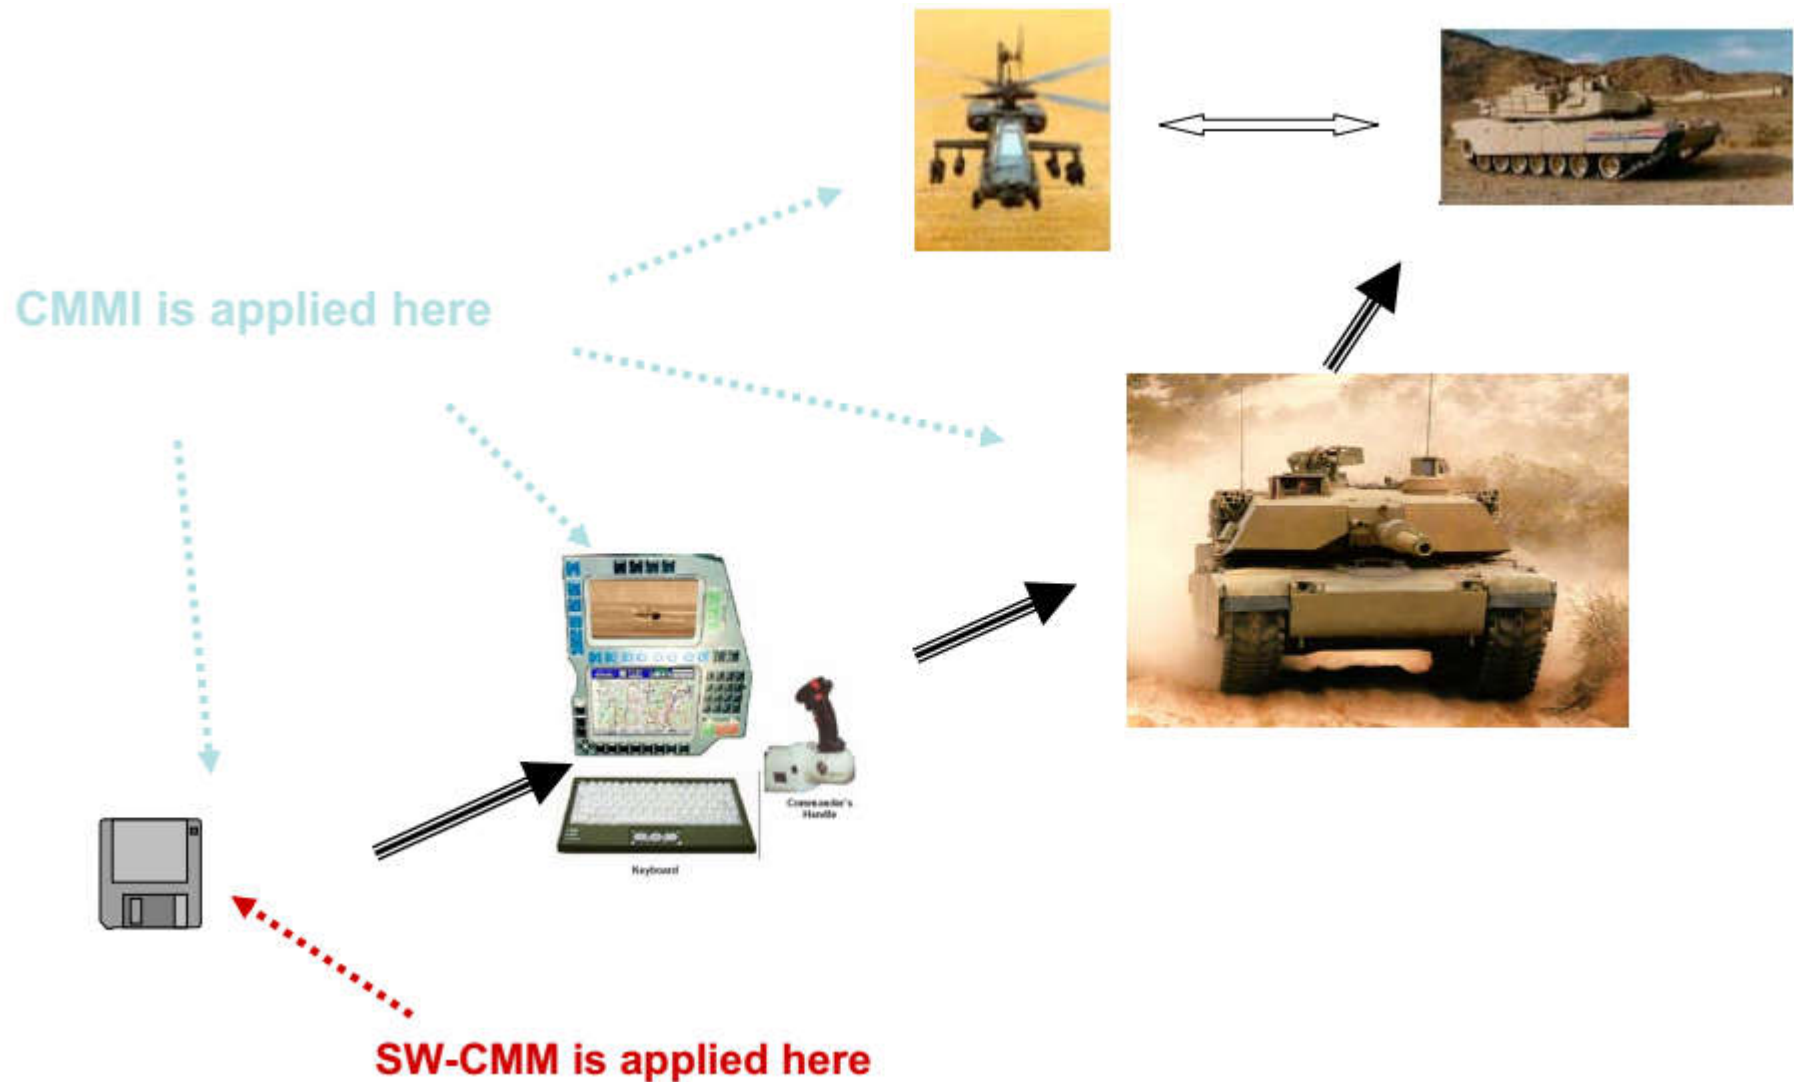 CMMI is applied here
Commander's
Handle
Keyboard
SW-CMM is applied here